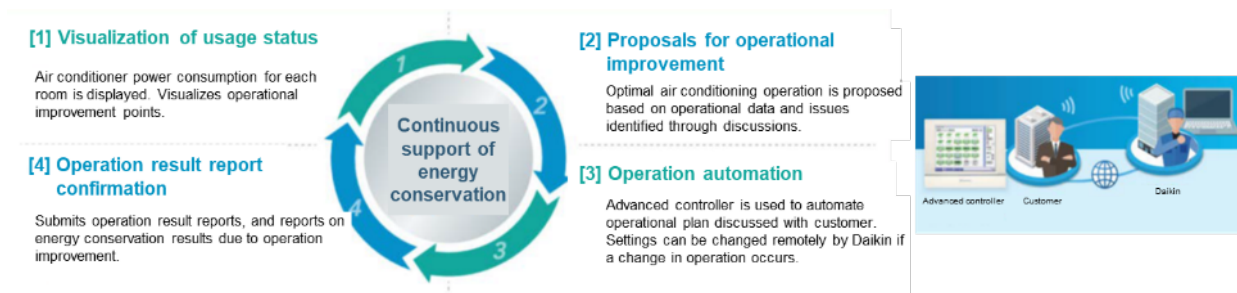 [1] Visualization of usage status
Air conditioner power consumption for each
room is displayed. Visualizes operational
improvement points.
[2] Proposals for operational
improvement
Optimal air conditioning operation is proposed
based on operational data and issues
identified through discussions.
1
2
3
4
Continuous
support of
energy
conservation
[4] Operation result report
confirmation
Submits operation result reports, and reports on
energy conservation results due to operation
improvement.
[3] Operation automation
Advanced controller is used to automate
operational plan discussed with customer.
Settings can be changed remotely by Daikin if
a change in operation occurs.
Advanced controller
Customer
Daikin